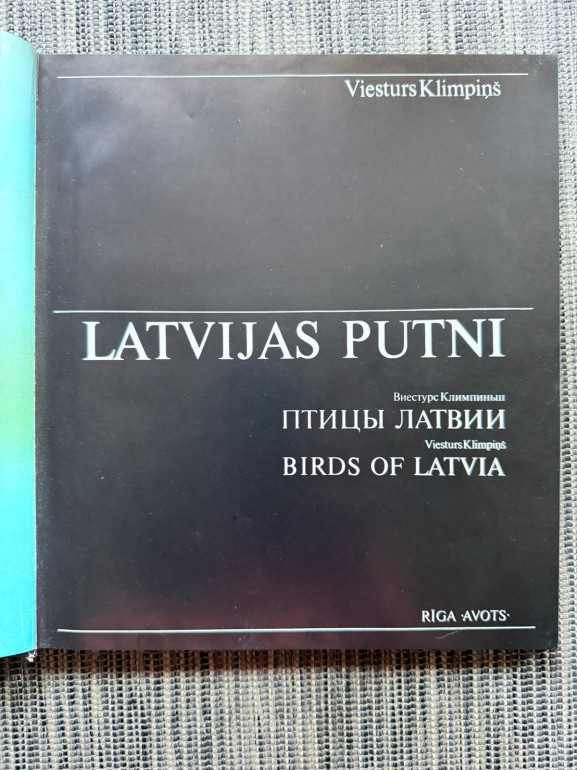 Viesturs Klimpiņš
LATVIJAS PUTNI
Виестурс Климпиньш
ПТИЦЫ ЛАТВИИ
Viesturs Klimpiņš
BIRDS OF LATVIA
RĪGA ·AVOTS·